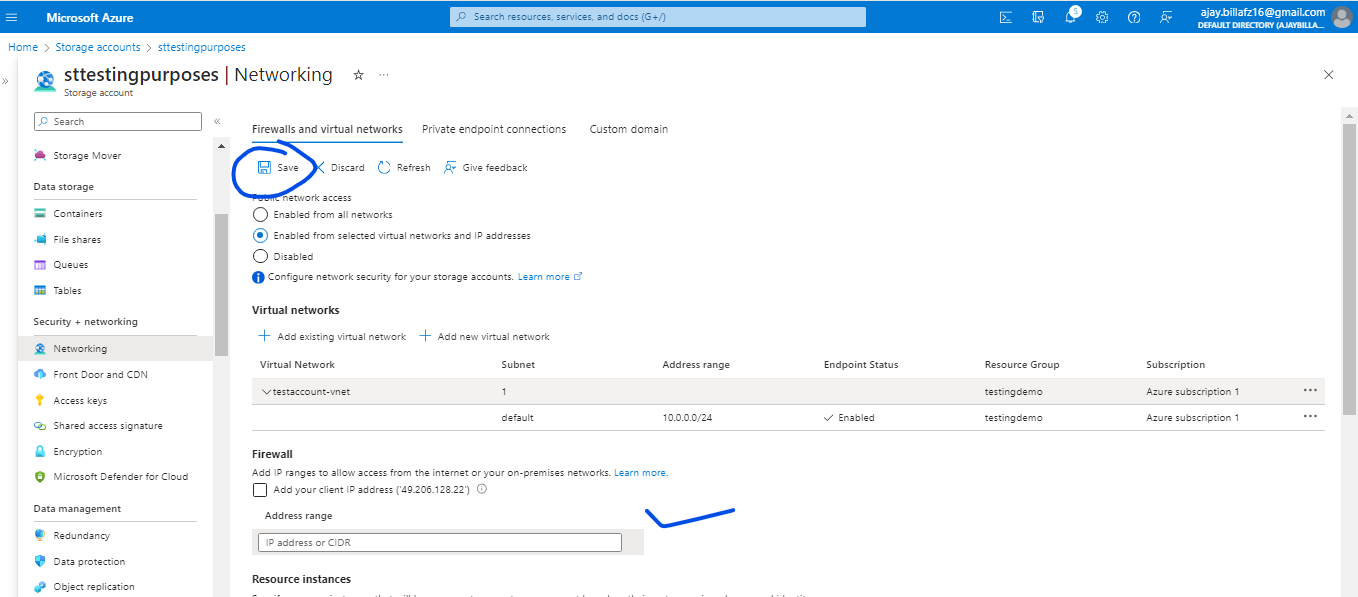 Microsoft Azure
Search resources, services, and docs (G+/)
5
ajay.billafz16@gmail.com
DEFAULT DIRECTORY (AJAYBILLA...
Home > Storage accounts > sttestingpurposes
sttestingpurposes | Networking
Storage account
Search
Storage Mover
Data storage
Containers
File shares
Queues
Tables
Security + networking
Networking
Front Door and CDN
Access keys
Shared access signature
Encryption
Microsoft Defender for Cloud
Data management
Redundancy
Data protection
Object replication
Firewalls and virtual networks Private endpoint connections Custom domain
Save Discard Refresh Give feedback
Public network access
Enabled from all networks
Enabled from selected virtual networks and IP addresses
Disabled
Configure network security for your storage accounts. Learn more
Virtual networks
Add existing virtual network Add new virtual network
Virtual Network Subnet Address range Endpoint Status Resource Group Subscription
testaccount-vnet 1 testingdemo Azure subscription 1 ...
default 10.0.0.0/24 Enabled testingdemo Azure subscription 1 ...
Firewall
Add IP ranges to allow access from the internet or your on-premises networks. Learn more.
Add your client IP address ('49.206.128.22')
Address range
IP address or CIDR
Resource instances